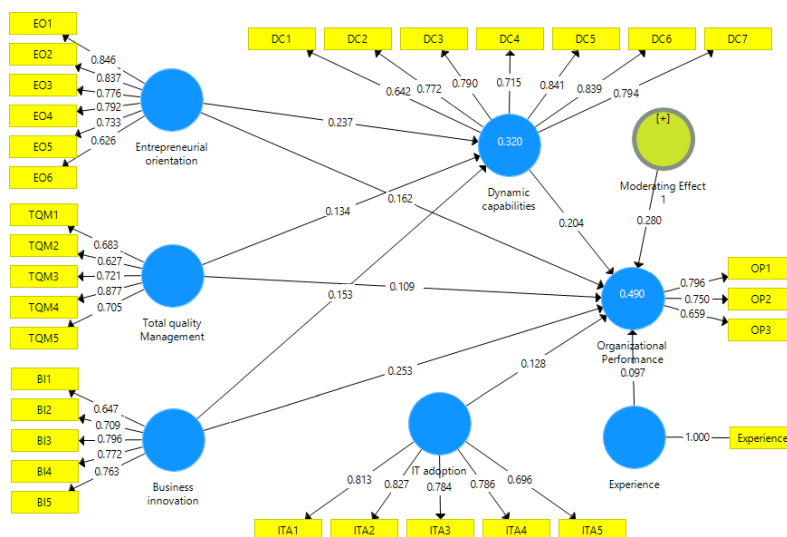 EO1
EO2
EO3
EO4
EO5
EO6
0.846
0.837
0.776
0.792
0.733
0.626
Entrepreneurial
orientation
DC1
DC2
DC3
DC4
DC5
DC6
DC7
0.642
0.772
0.790
0.715
0.841
0.839
0.794
0.237
0.320
Dynamic
capabilities
[+]
Moderating Effect
1
0.134
0.162
0.204
0.280
TQM1
TQM2
TQM3
TQM4
TQM5
0.683
0.627
0.721
0.877
0.705
Total quality
Management
0.153
0.109
0.490
Organizational
Performance
0.796
0.750
0.659
OP1
OP2
OP3
0.097
0.128
0.253
BI1
BI2
BI3
BI4
BI5
0.647
0.709
0.796
0.772
0.763
Business
innovation
IT adoption
0.813
0.827
0.784
0.786
0.696
ITA1
ITA2
ITA3
ITA4
ITA5
1.000
Experience
Experience